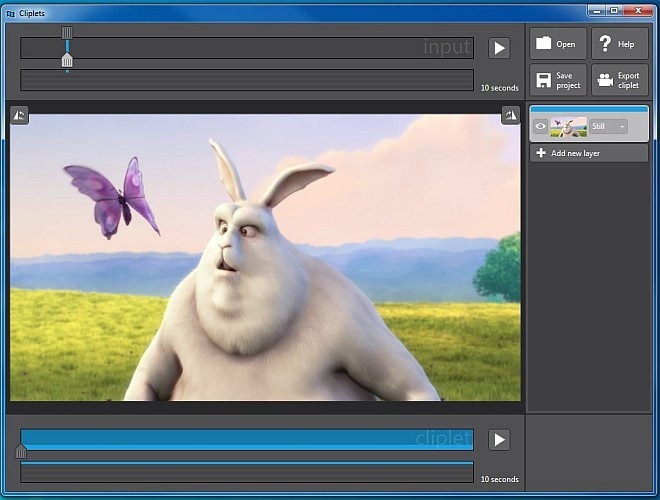 Cliplets
input
10 seconds
Open
Help
Save
project
Export
cliplet
Still
Add new layer
cliplet
10 seconds